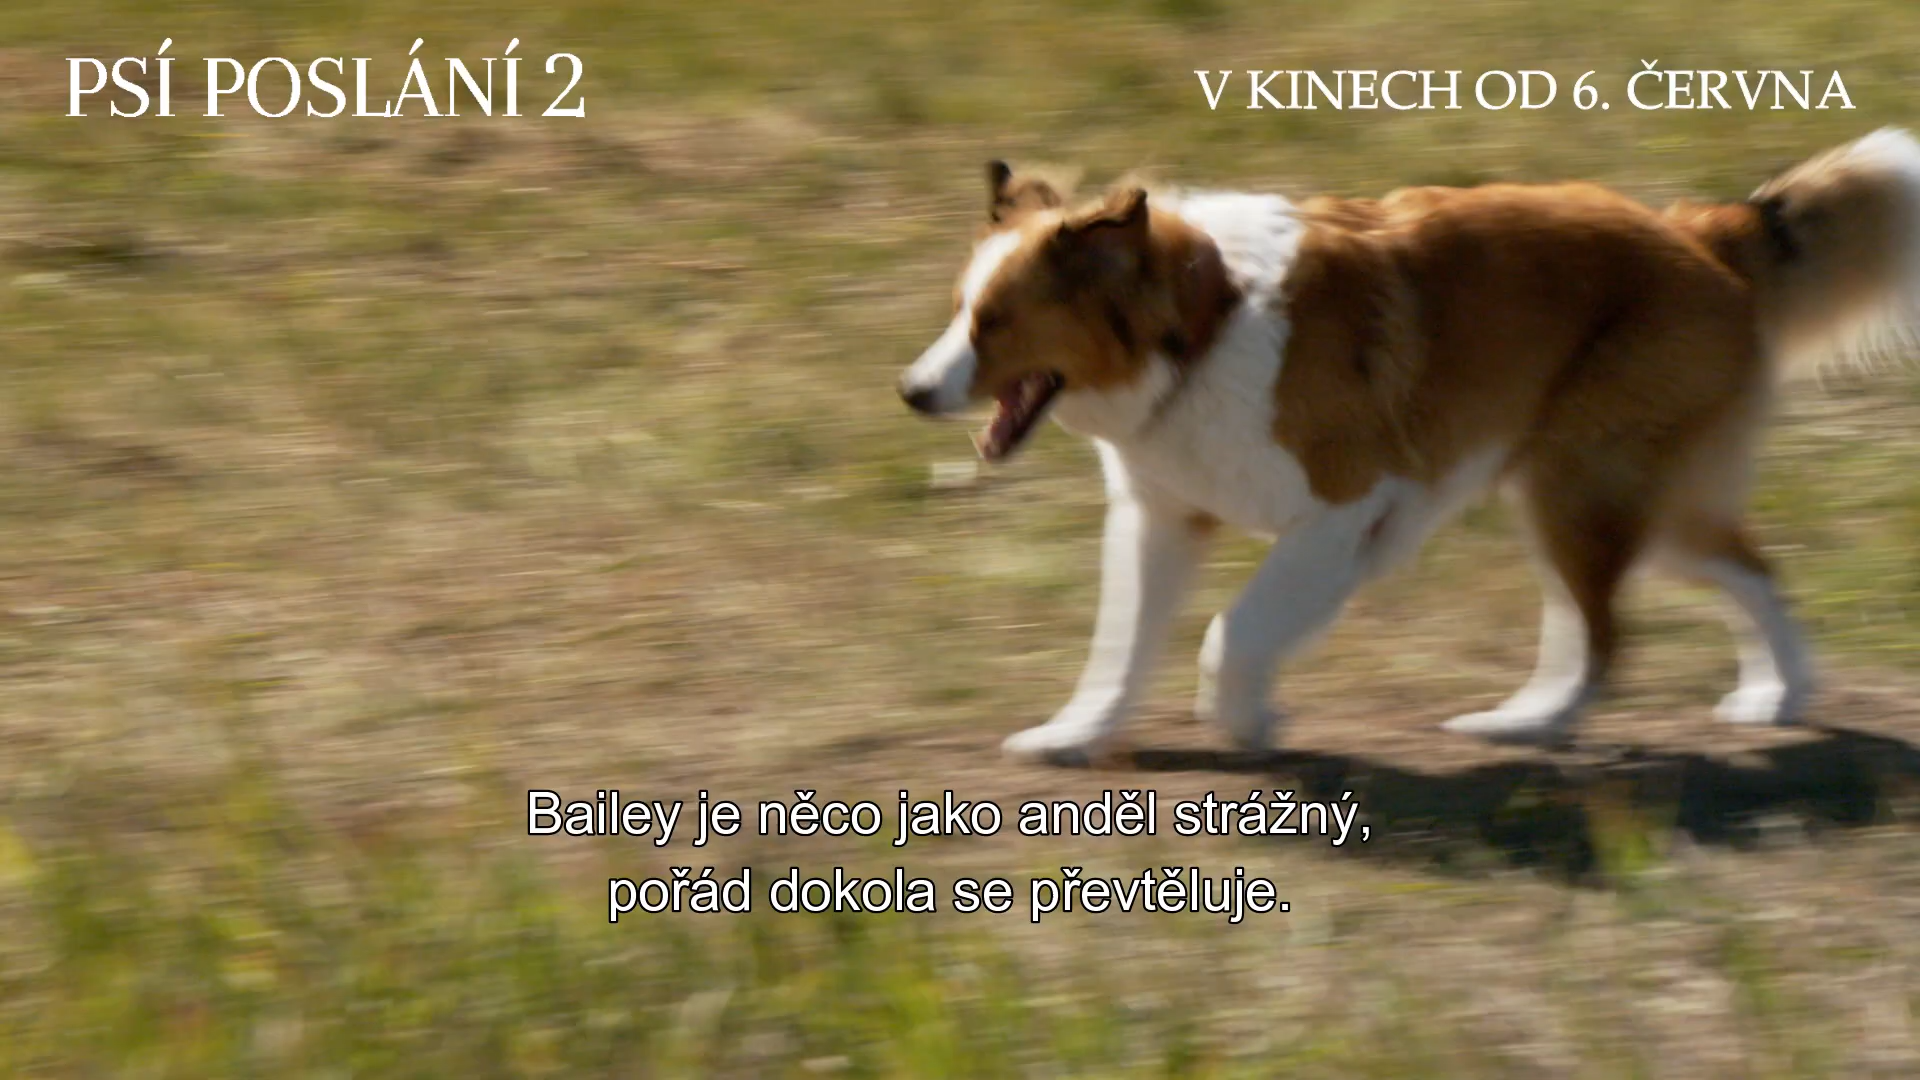 PSÍ POSLÁNÍ 2
V KINECH OD 6. ČERVNA
Bailey je něco jako anděl strážný,
pořád dokola se převtěluje.